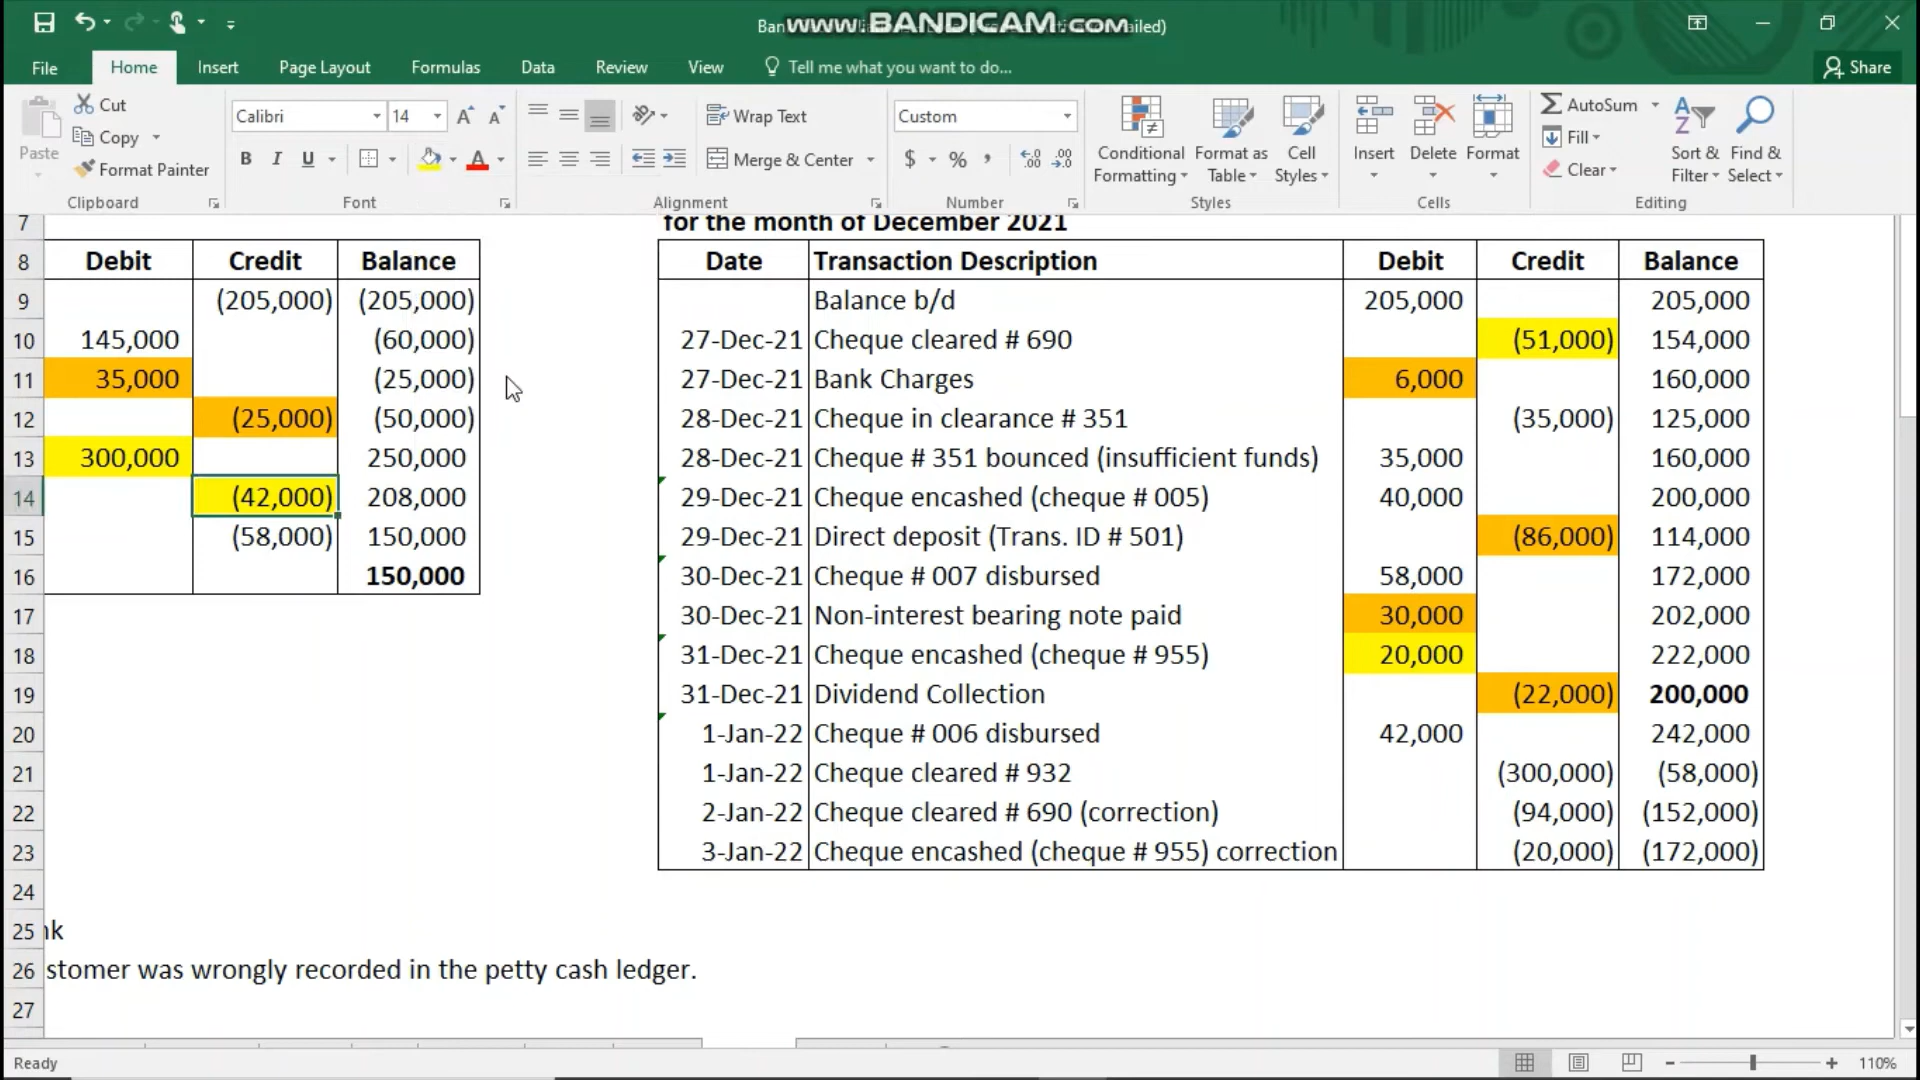 Ban
www.BANDICAM.com
ailed)
File Home Insert Page Layout Formulas Data Review View Tell me what you want to do... Share
Paste
Cut
Copy
Format Painter
Clipboard
Calibri 14
B I U
Font
Wrap Text
Merge & Center
Alignment
Custom
$ % ,
Number
Conditional Formatting
Format as Table
Cell Styles
Styles
Insert Delete Format
Cells
AutoSum
Fill
Clear
Sort & Filter
Find & Select
Editing
7 for the month of December 2021
8 Debit Credit Balance Date Transaction Description Debit Credit Balance
9 (205,000) (205,000) Balance b/d 205,000 205,000
10 145,000 (60,000) 27-Dec-21 Cheque cleared # 690 (51,000) 154,000
11 35,000 (25,000) 27-Dec-21 Bank Charges 6,000 160,000
12 (25,000) (50,000) 28-Dec-21 Cheque in clearance # 351 (35,000) 125,000
13 300,000 250,000 28-Dec-21 Cheque # 351 bounced (insufficient funds) 35,000 160,000
14 (42,000) 208,000 29-Dec-21 Cheque encashed (cheque # 005) 40,000 200,000
15 (58,000) 150,000 29-Dec-21 Direct deposit (Trans. ID # 501) (86,000) 114,000
16 150,000 30-Dec-21 Cheque # 007 disbursed 58,000 172,000
17 30-Dec-21 Non-interest bearing note paid 30,000 202,000
18 31-Dec-21 Cheque encashed (cheque # 955) 20,000 222,000
19 31-Dec-21 Dividend Collection (22,000) 200,000
20 1-Jan-22 Cheque # 006 disbursed 42,000 242,000
21 1-Jan-22 Cheque cleared # 932 (300,000) (58,000)
22 2-Jan-22 Cheque cleared # 690 (correction) (94,000) (152,000)
23 3-Jan-22 Cheque encashed (cheque # 955) correction (20,000) (172,000)
24
25 nk
26 stomer was wrongly recorded in the petty cash ledger.
27
Ready 110%